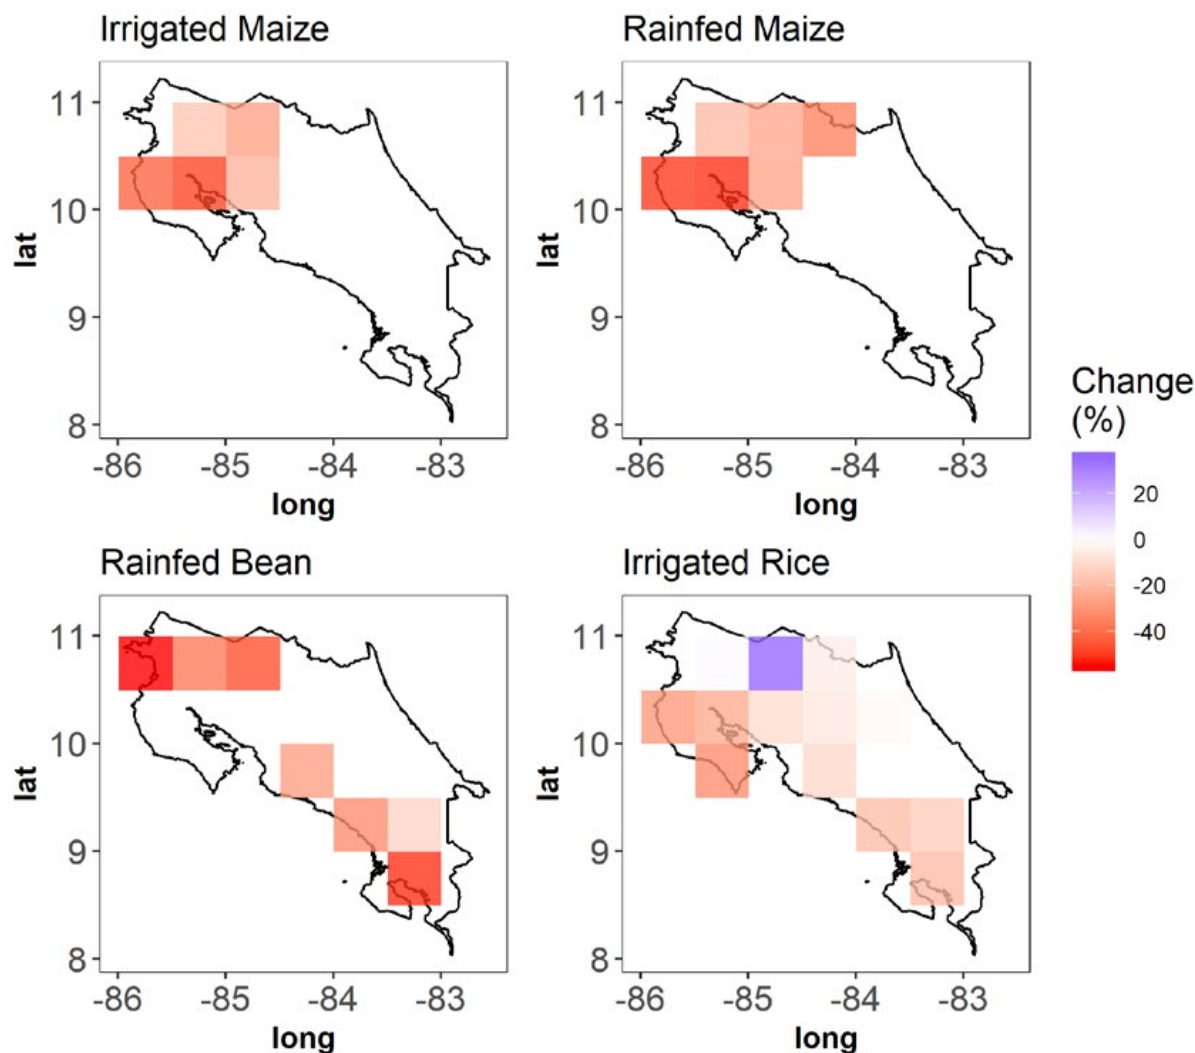 Irrigated Maize
11
10
9
8
lat
-86 -85 -84 -83
long
Rainfed Maize
11
10
9
8
lat
-86 -85 -84 -83
long
Rainfed Bean
11
10
9
8
lat
-86 -85 -84 -83
long
Irrigated Rice
11
10
9
8
lat
-86 -85 -84 -83
long
Change
(%)
20
0
-20
-40